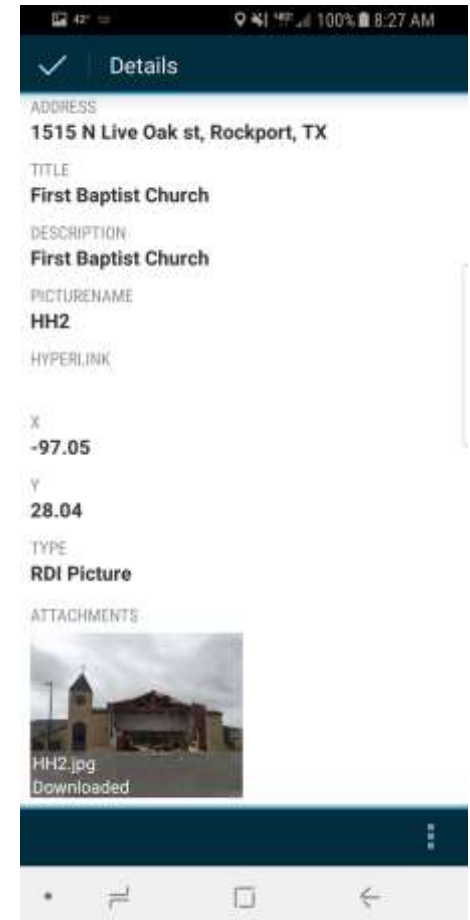 42°
100% 8:27 AM
Details
ADDRESS
1515 N Live Oak st, Rockport, TX
TITLE
First Baptist Church
DESCRIPTION
First Baptist Church
PICTURENAME
HH2
HYPERLINK
X
-97.05
Y
28.04
TYPE
RDI Picture
ATTACHMENTS
HH2.jpg
Downloaded